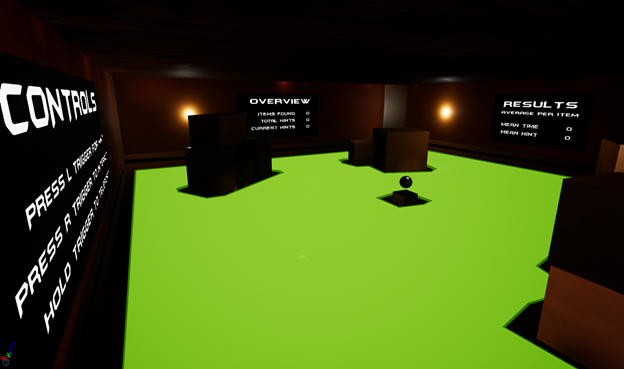 CONTROLS
PRESS L TRIGGER FOR
PRESS R TRIGGER TO
HOLD TRIGGER TO
OVERVIEW
ITEMS FOUND 0
TOTAL HINTS 0
CURRENT HINTS 0
RESULTS
AVERAGE PER ITEM
MEAN TIME 0
MEAN HINT 0